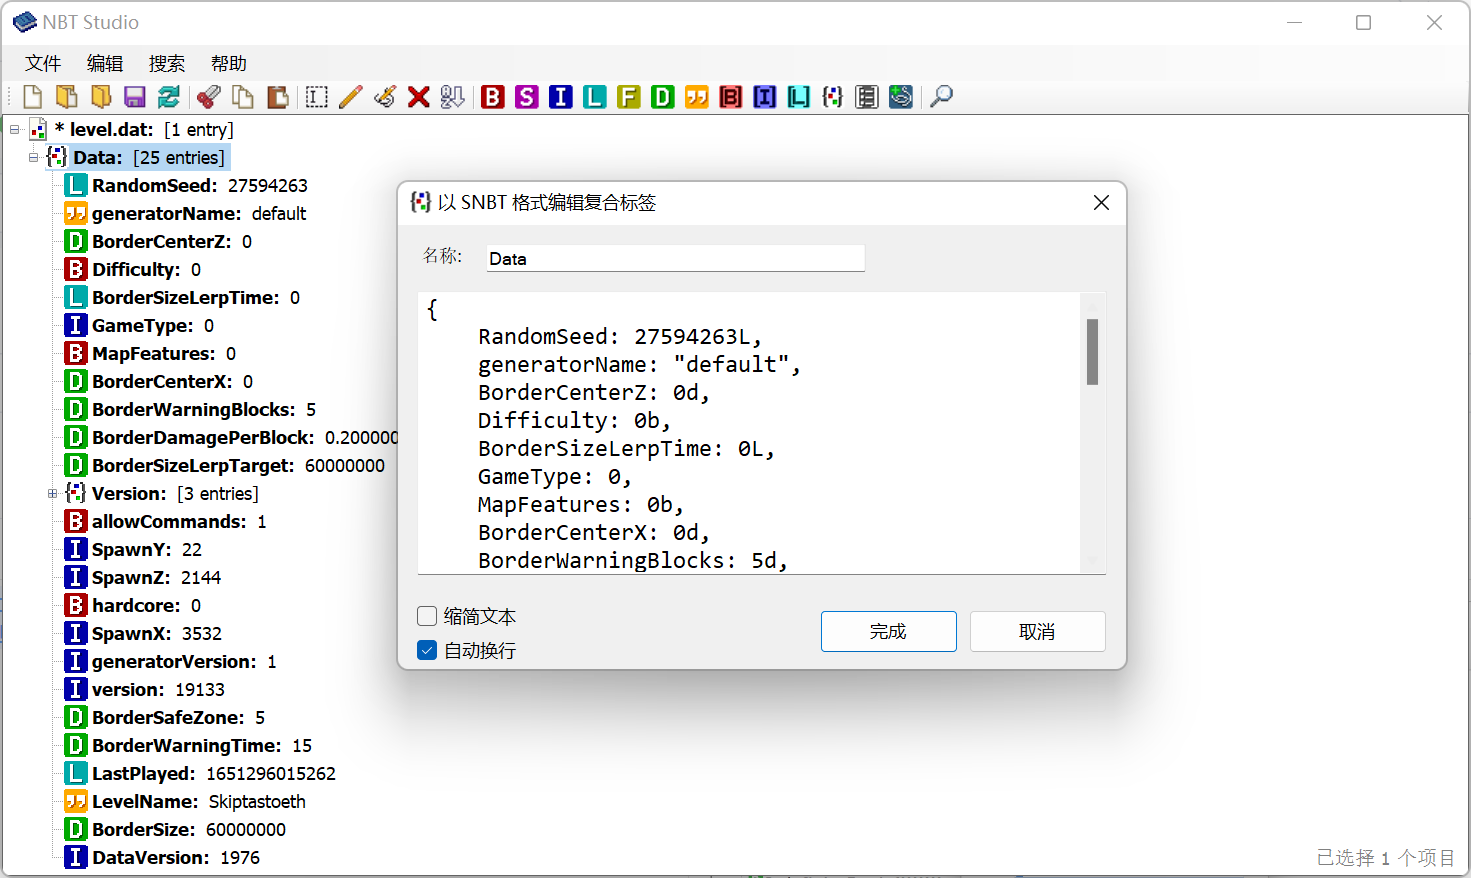 NBT Studio
文件 编辑 搜索 帮助
* level.dat: [1 entry]
Data: [25 entries]
RandomSeed: 27594263
generatorName: default
BorderCenterZ: 0
Difficulty: 0
BorderSizeLerpTime: 0
GameType: 0
MapFeatures: 0
BorderCenterX: 0
BorderWarningBlocks: 5
BorderDamagePerBlock: 0.200000
BorderSizeLerpTarget: 60000000
Version: [3 entries]
allowCommands: 1
SpawnY: 22
SpawnZ: 2144
hardcore: 0
SpawnX: 3532
generatorVersion: 1
version: 19133
BorderSafeZone: 5
BorderWarningTime: 15
LastPlayed: 1651296015262
LevelName: Skiptastoeth
BorderSize: 60000000
DataVersion: 1976
以 SNBT 格式编辑复合标签
名称: Data
{
RandomSeed: 27594263L,
generatorName: "default",
BorderCenterZ: 0d,
Difficulty: 0b,
BorderSizeLerpTime: 0L,
GameType: 0,
MapFeatures: 0b,
BorderCenterX: 0d,
BorderWarningBlocks: 5d,
缩简文本
自动换行
完成 取消
已选择 1 个项目